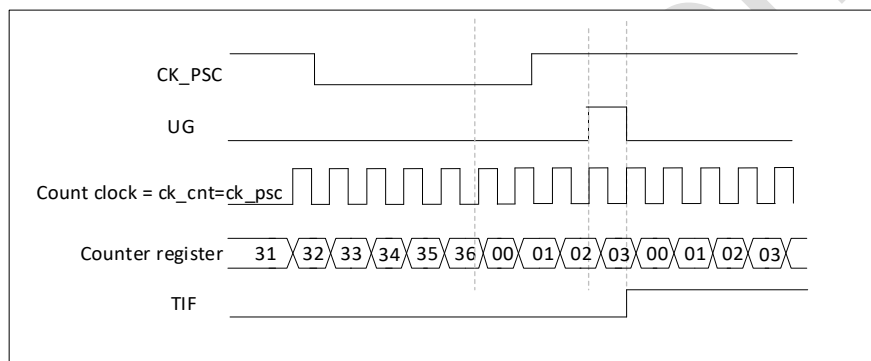 CK_PSC
UG
Count clock = ck_cnt=ck_psc
Counter register 31 32 33 34 35 36 00 01 02 03 00 01 02 03
TIF